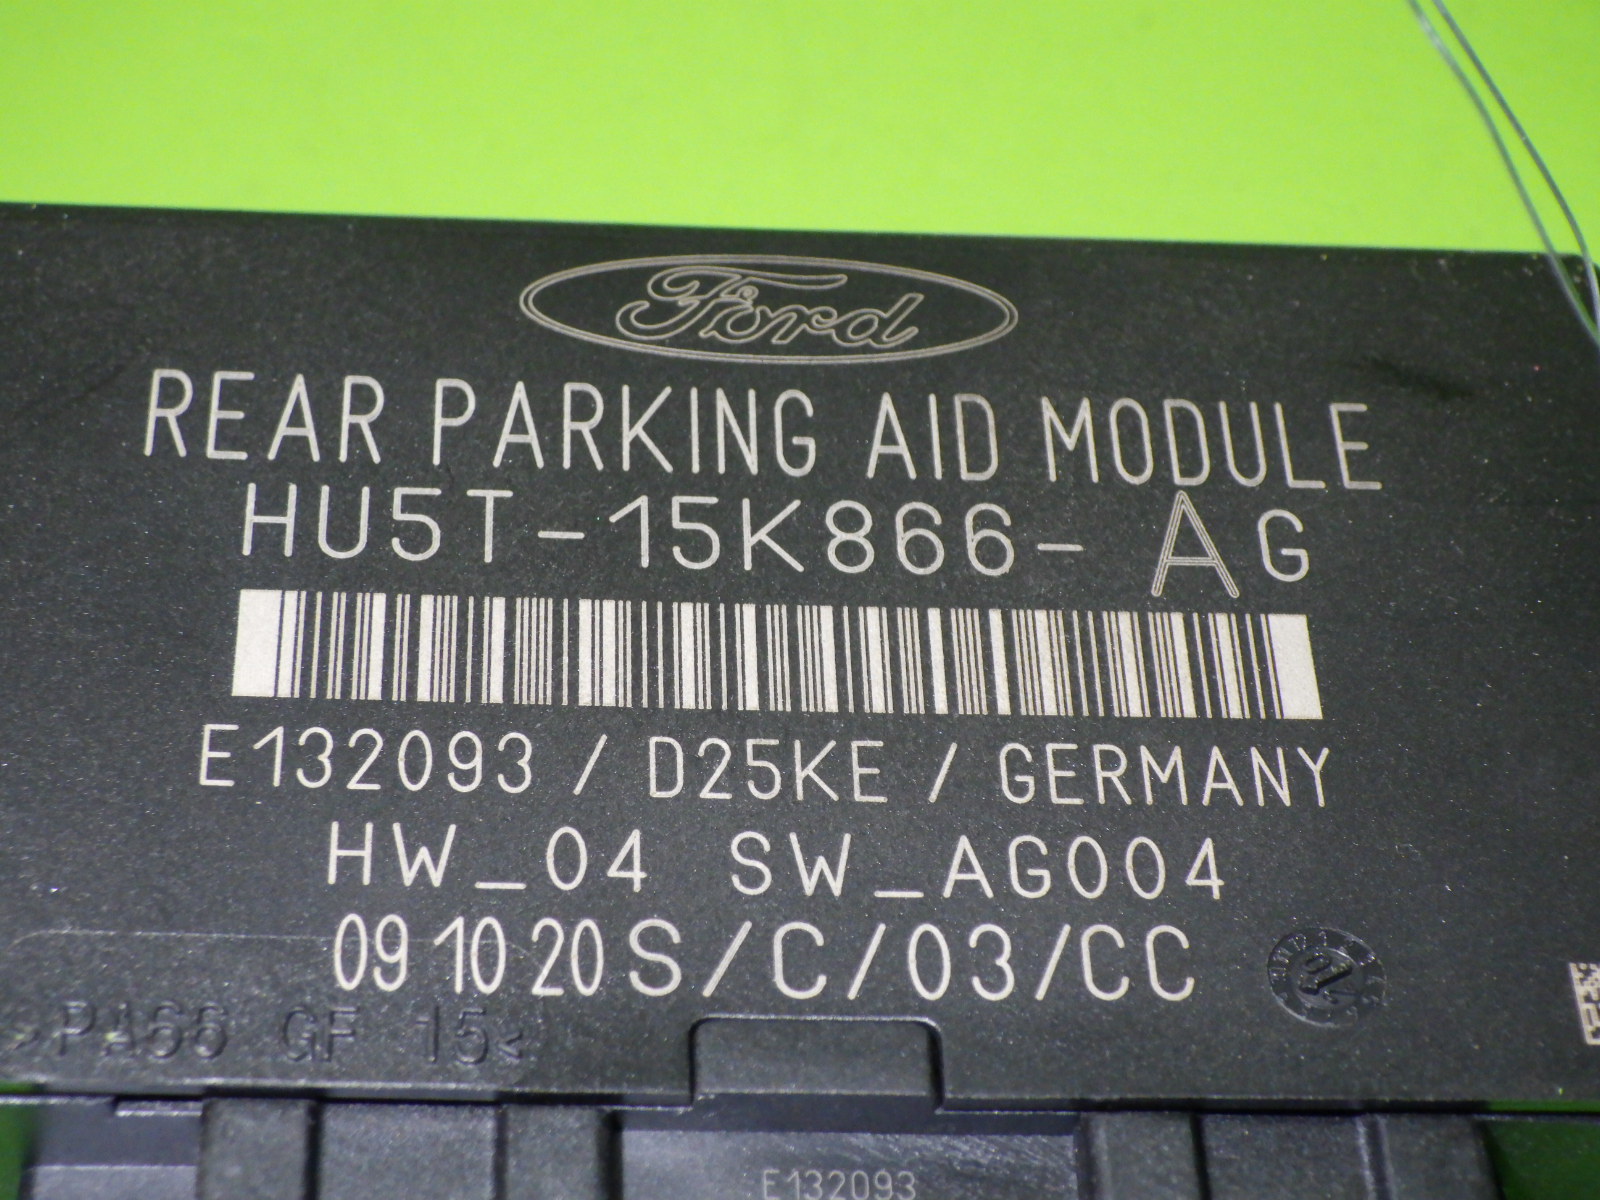 Ford
REAR PARKING AID MODULE
HU5T-15K866-AG
E132093 / D25KE / GERMANY
HW_04 SW_AG004
09 10 20 S/C/03/CC
>PA66 GF 15<
E132093